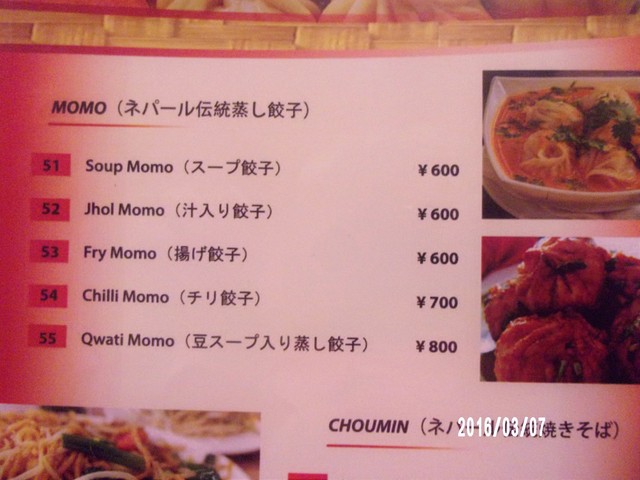 MOMO（ネパール伝統蒸し餃子）
51 Soup Momo（スープ餃子） ¥600
52 Jhol Momo（汁入り餃子） ¥600
53 Fry Momo（揚げ餃子） ¥600
54 Chilli Momo（チリ餃子） ¥700
55 Qwati Momo（豆スープ入り蒸し餃子） ¥800
CHOUMIN（ネパ 焼きそば）
2016/03/07